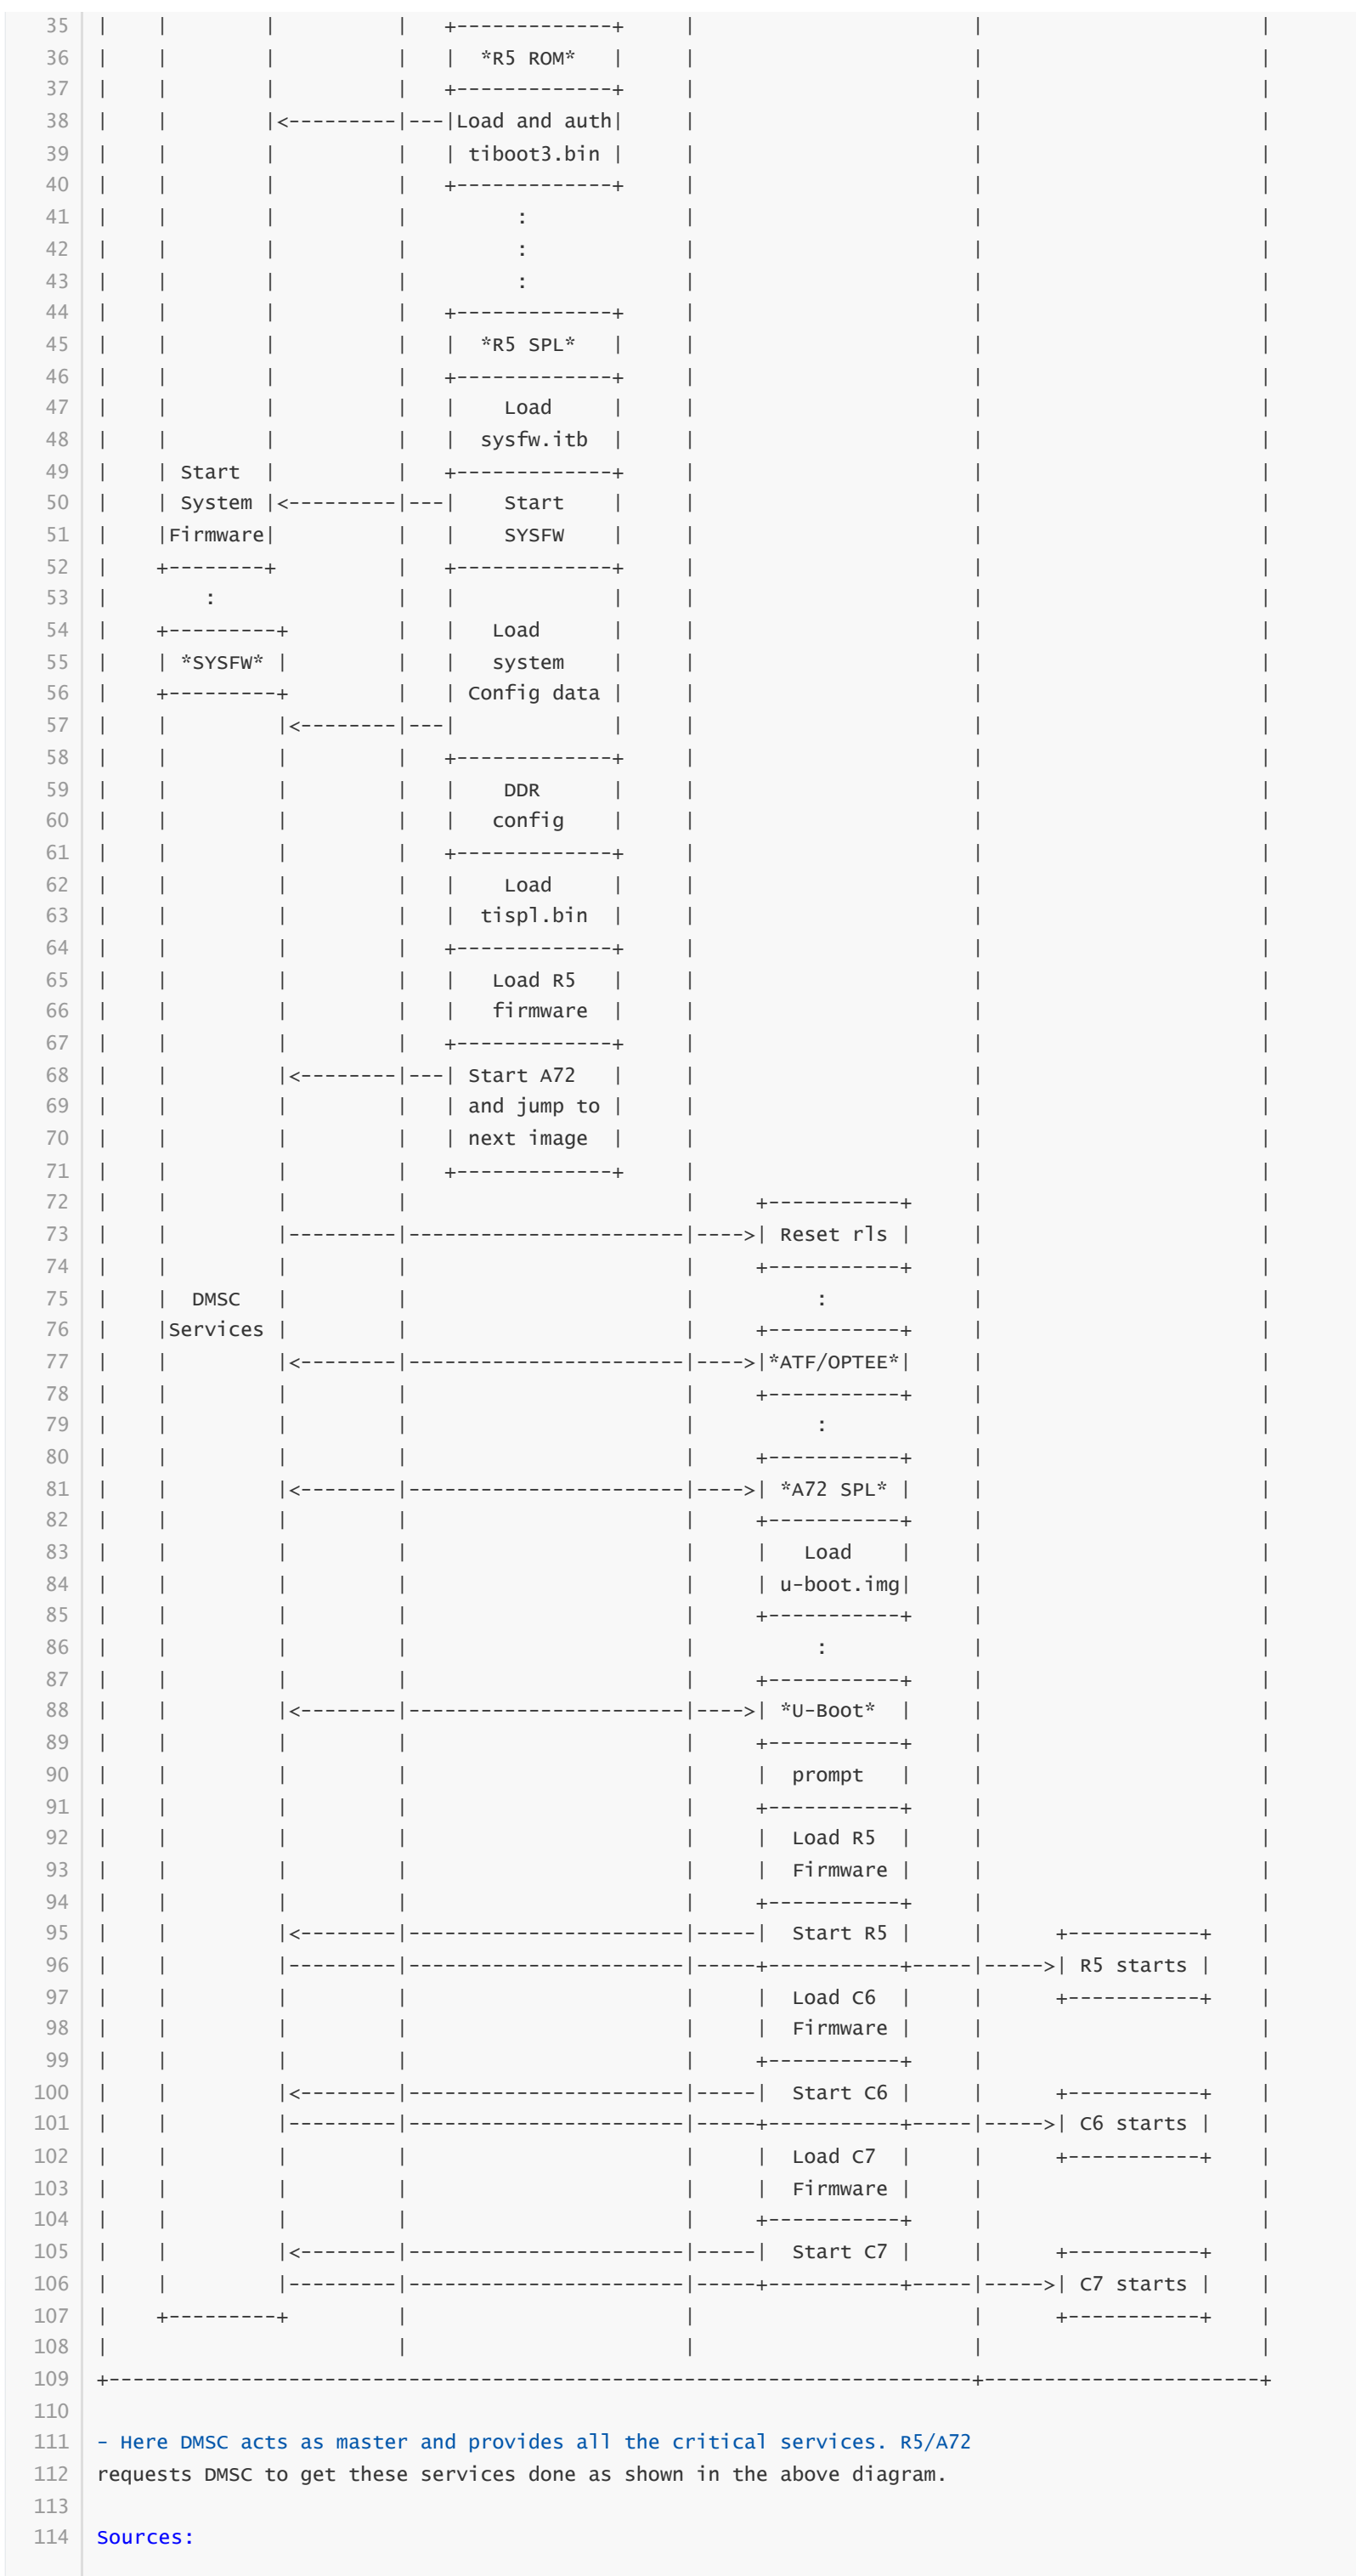 35 |    |        |          |   +-------------+     |                       |                       |
36 |    |        |          |   |  *R5 ROM*   |     |                       |                       |
37 |    |        |          |   +-------------+     |                       |                       |
38 |    |        |<---------|---|Load and auth|     |                       |                       |
39 |    |        |          |   | tiboot3.bin |     |                       |                       |
40 |    |        |          |   +-------------+     |                       |                       |
41 |    |        |          |         :             |                       |                       |
42 |    |        |          |         :             |                       |                       |
43 |    |        |          |         :             |                       |                       |
44 |    |        |          |   +-------------+     |                       |                       |
45 |    |        |          |   |  *R5 SPL*   |     |                       |                       |
46 |    |        |          |   +-------------+     |                       |                       |
47 |    |        |          |   |    Load     |     |                       |                       |
48 |    |        |          |   |  sysfw.itb  |     |                       |                       |
49 |    | Start  |          |   +-------------+     |                       |                       |
50 |    | System |<---------|---|    Start    |     |                       |                       |
51 |    |Firmware|          |   |    SYSFW    |     |                       |                       |
52 |    +--------+          |   +-------------+     |                       |                       |
53 |        :               |   |             |     |                       |                       |
54 |    +---------+         |   |   Load      |     |                       |                       |
55 |    | *SYSFW* |         |   |   system    |     |                       |                       |
56 |    +---------+         |   | Config data |     |                       |                       |
57 |    |         |<--------|---|             |     |                       |                       |
58 |    |         |         |   +-------------+     |                       |                       |
59 |    |         |         |   |    DDR      |     |                       |                       |
60 |    |         |         |   |   config    |     |                       |                       |
61 |    |         |         |   +-------------+     |                       |                       |
62 |    |         |         |   |    Load     |     |                       |                       |
63 |    |         |         |   |  tispl.bin  |     |                       |                       |
64 |    |         |         |   +-------------+     |                       |                       |
65 |    |         |         |   |   Load R5   |     |                       |                       |
66 |    |         |         |   |   firmware  |     |                       |                       |
67 |    |         |         |   +-------------+     |                       |                       |
68 |    |         |<--------|---| Start A72   |     |                       |                       |
69 |    |         |         |   | and jump to |     |                       |                       |
70 |    |         |         |   | next image  |     |                       |                       |
71 |    |         |         |   +-------------+     |                       |                       |
72 |    |         |         |                       |     +-----------+     |                       |
73 |    |         |---------|-----------------------|---->| Reset rls |     |                       |
74 |    |         |         |                       |     +-----------+     |                       |
75 |    |  DMSC   |         |                       |          :            |                       |
76 |    |Services |         |                       |     +-----------+     |                       |
77 |    |         |<--------|-----------------------|---->|*ATF/OPTEE*|     |                       |
78 |    |         |         |                       |     +-----------+     |                       |
79 |    |         |         |                       |          :            |                       |
80 |    |         |         |                       |     +-----------+     |                       |
81 |    |         |<--------|-----------------------|---->| *A72 SPL* |     |                       |
82 |    |         |         |                       |     +-----------+     |                       |
83 |    |         |         |                       |     |   Load    |     |                       |
84 |    |         |         |                       |     | u-boot.img|     |                       |
85 |    |         |         |                       |     +-----------+     |                       |
86 |    |         |         |                       |          :            |                       |
87 |    |         |         |                       |     +-----------+     |                       |
88 |    |         |<--------|-----------------------|---->| *U-Boot*  |     |                       |
89 |    |         |         |                       |     +-----------+     |                       |
90 |    |         |         |                       |     |  prompt   |     |                       |
91 |    |         |         |                       |     +-----------+     |                       |
92 |    |         |         |                       |     |  Load R5  |     |                       |
93 |    |         |         |                       |     |  Firmware |     |                       |
94 |    |         |         |                       |     +-----------+     |                       |
95 |    |         |<--------|-----------------------|-----|  Start R5 |     |      +-----------+    |
96 |    |         |---------|-----------------------|-----+-----------+-----|----->| R5 starts |    |
97 |    |         |         |                       |     |  Load C6  |     |      +-----------+    |
98 |    |         |         |                       |     |  Firmware |     |                       |
99 |    |         |         |                       |     +-----------+     |                       |
100 |    |         |<--------|-----------------------|-----|  Start C6 |     |      +-----------+    |
101 |    |         |---------|-----------------------|-----+-----------+-----|----->| C6 starts |    |
102 |    |         |         |                       |     |  Load C7  |     |      +-----------+    |
103 |    |         |         |                       |     |  Firmware |     |                       |
104 |    |         |         |                       |     +-----------+     |                       |
105 |    |         |<--------|-----------------------|-----|  Start C7 |     |      +-----------+    |
106 |    |         |---------|-----------------------|-----+-----------+-----|----->| C7 starts |    |
107 |    +---------+         |                       |                       |      +-----------+    |
108 |                        |                       |                       |                       |
109 +------------------------------------------------------------------------+-----------------------+
110
111 - Here DMSC acts as master and provides all the critical services. R5/A72
112 requests DMSC to get these services done as shown in the above diagram.
113
114 Sources: